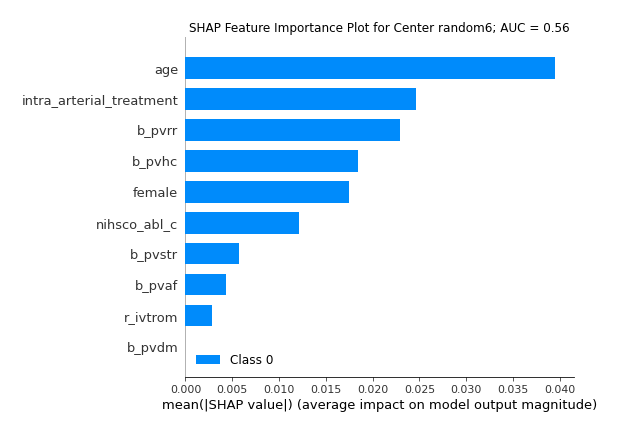 SHAP Feature Importance Plot for Center random6; AUC = 0.56
age
intra_arterial_treatment
b_pvrr
b_pvhc
female
nihsco_abl_c
b_pvstr
b_pvaf
r_ivtrom
b_pvdm
Class 0
0.000 0.005 0.010 0.015 0.020 0.025 0.030 0.035 0.040
mean(|SHAP value|) (average impact on model output magnitude)